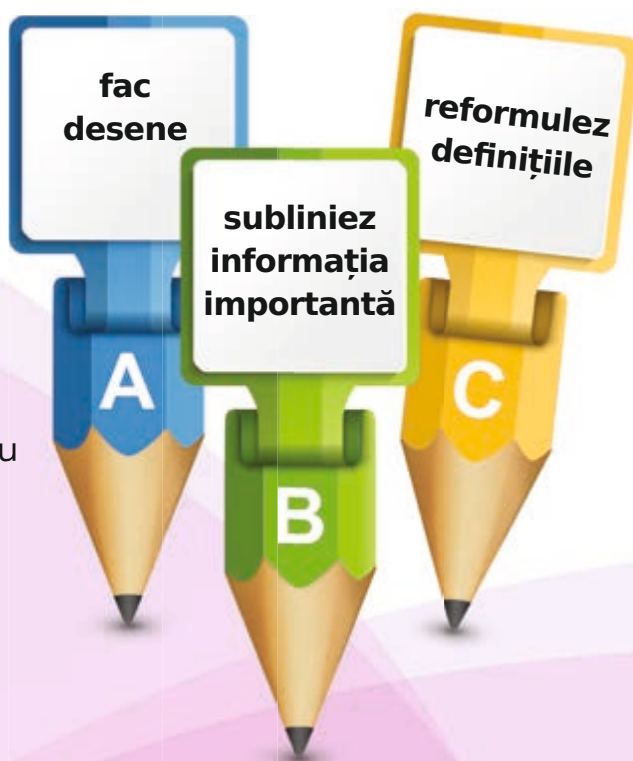 fac
desene
subliniez
informația
importantă
reformulez
definițiile
A
B
C
u